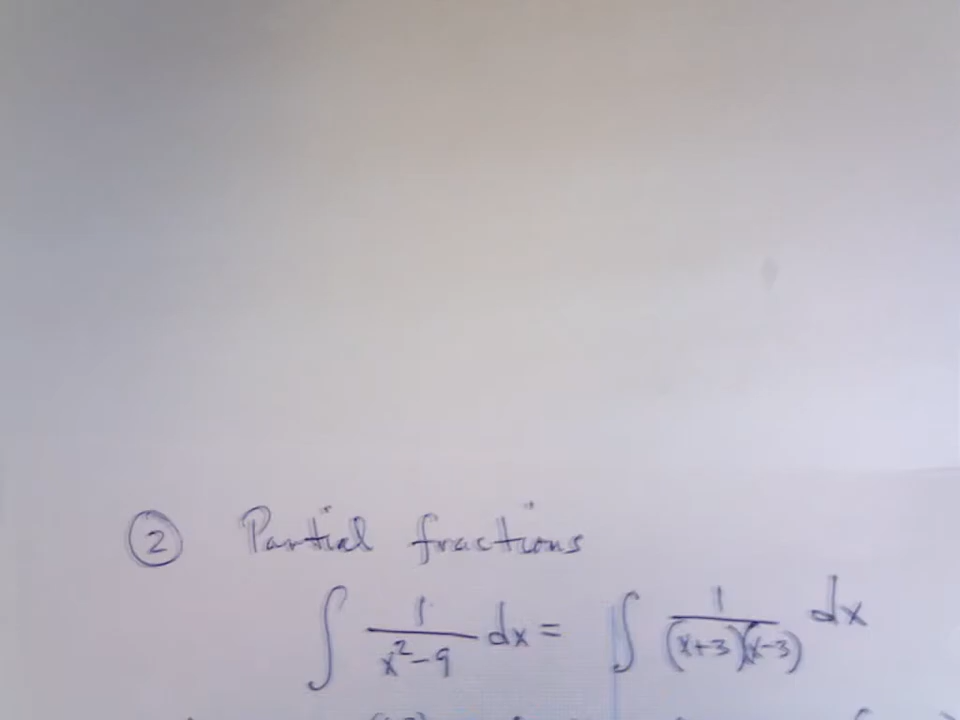 ② Partial fractions
∫ 1/(x²-9) dx = ∫ 1/((x+3)(x-3)) dx